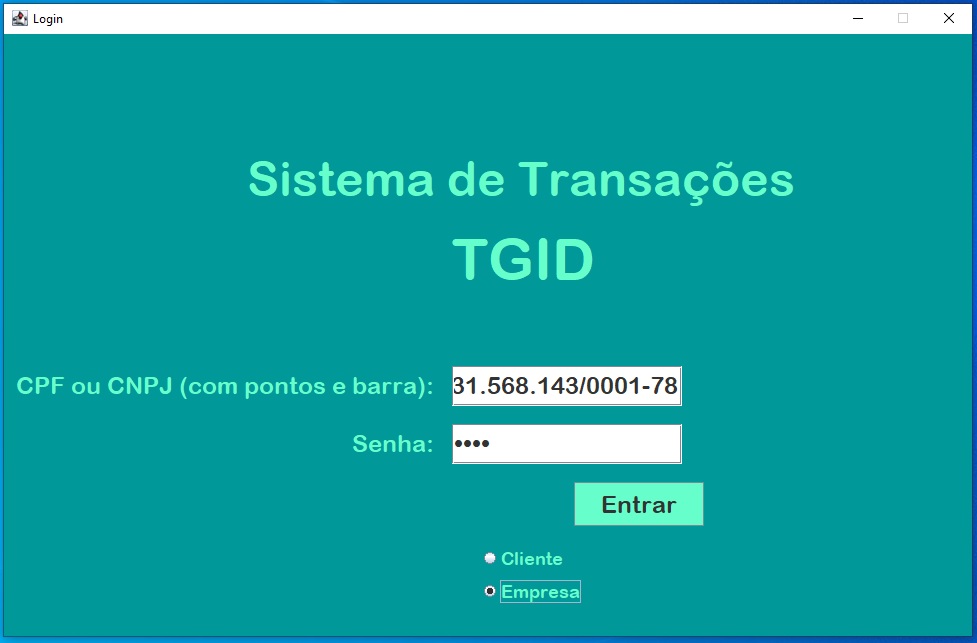 Login
Sistema de Transações
TGID
CPF ou CNPJ (com pontos e barra): 31.568.143/0001-78
Senha: ••••
Entrar
Cliente
Empresa